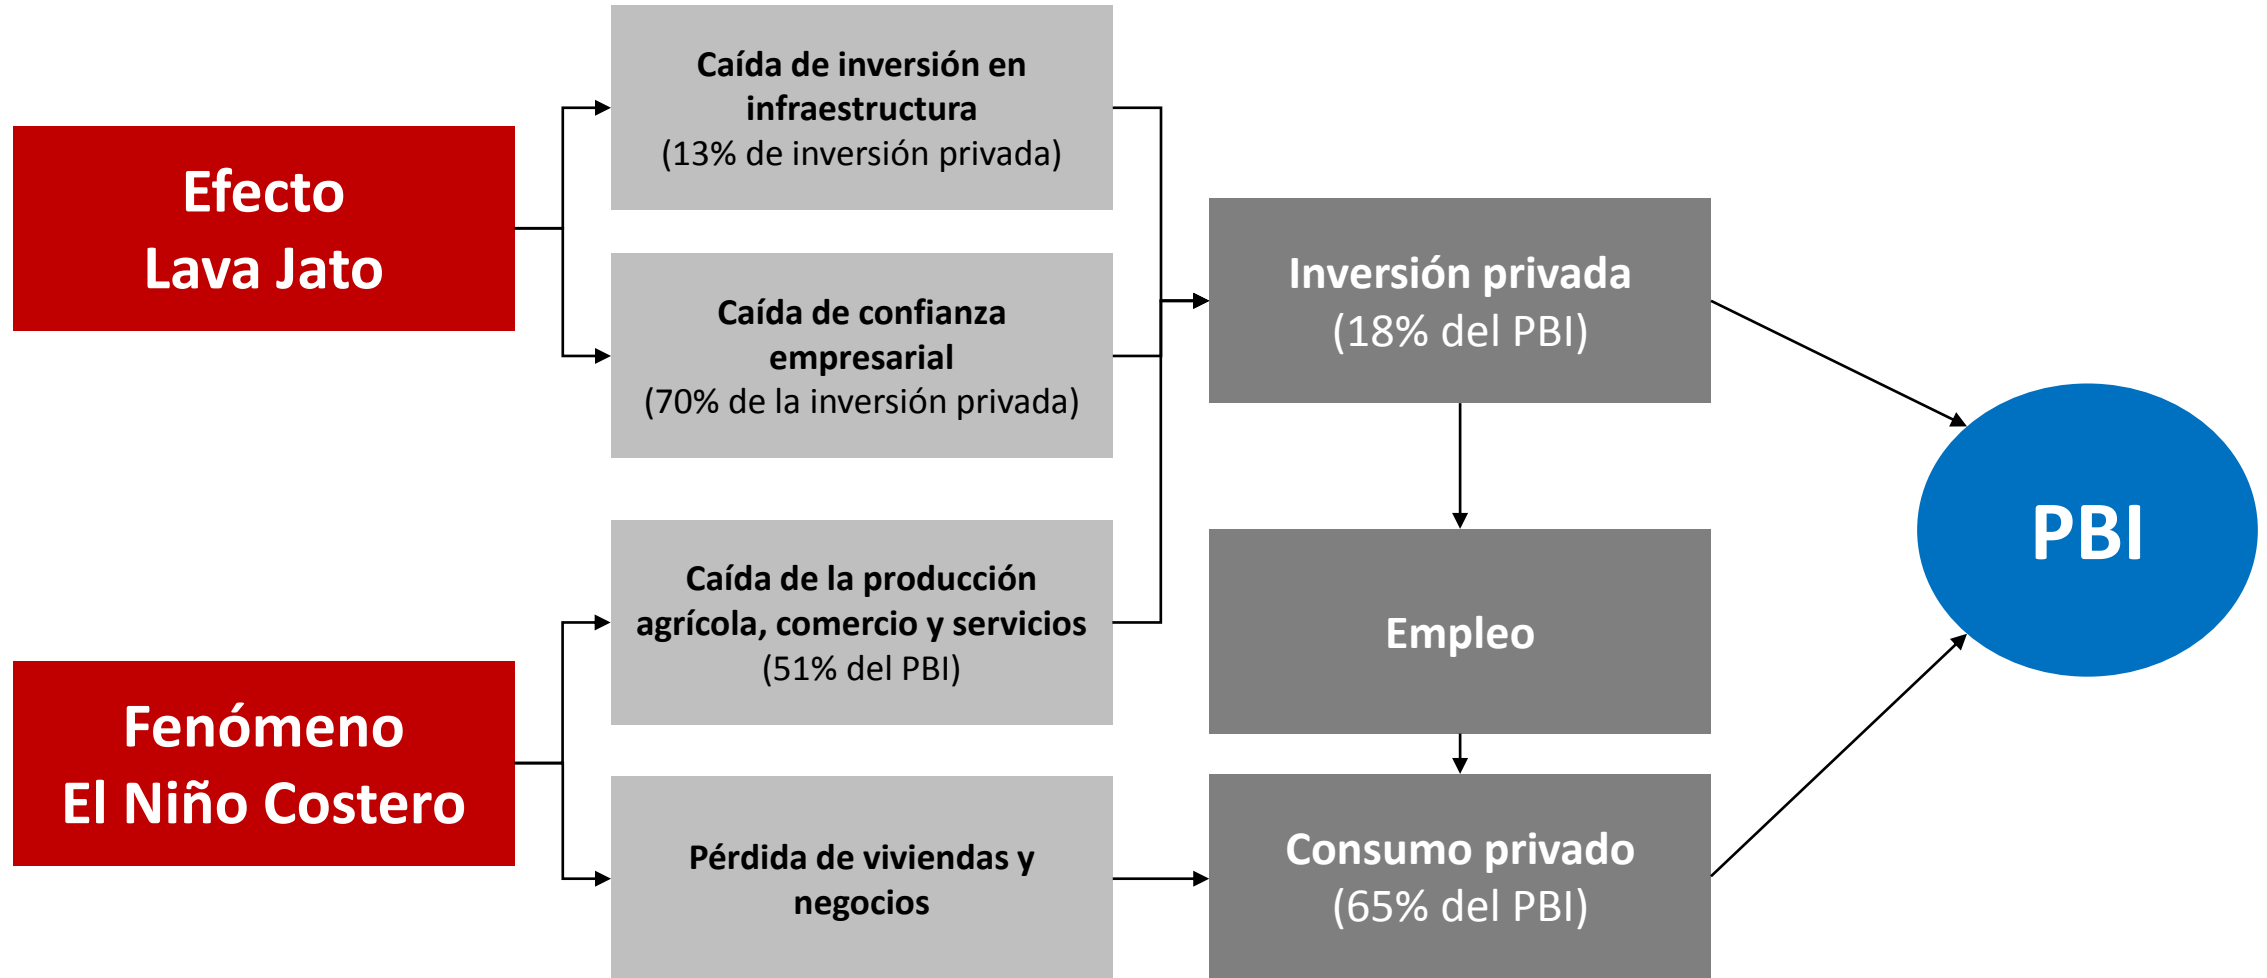 Efecto
Lava Jato
Caída de inversión en
infraestructura
(13% de inversión privada)
Caída de confianza
empresarial
(70% de la inversión privada)
Fenómeno
El Niño Costero
Caída de la producción
agrícola, comercio y servicios
(51% del PBI)
Pérdida de viviendas y
negocios
Inversión privada
(18% del PBI)
Empleo
Consumo privado
(65% del PBI)
PBI